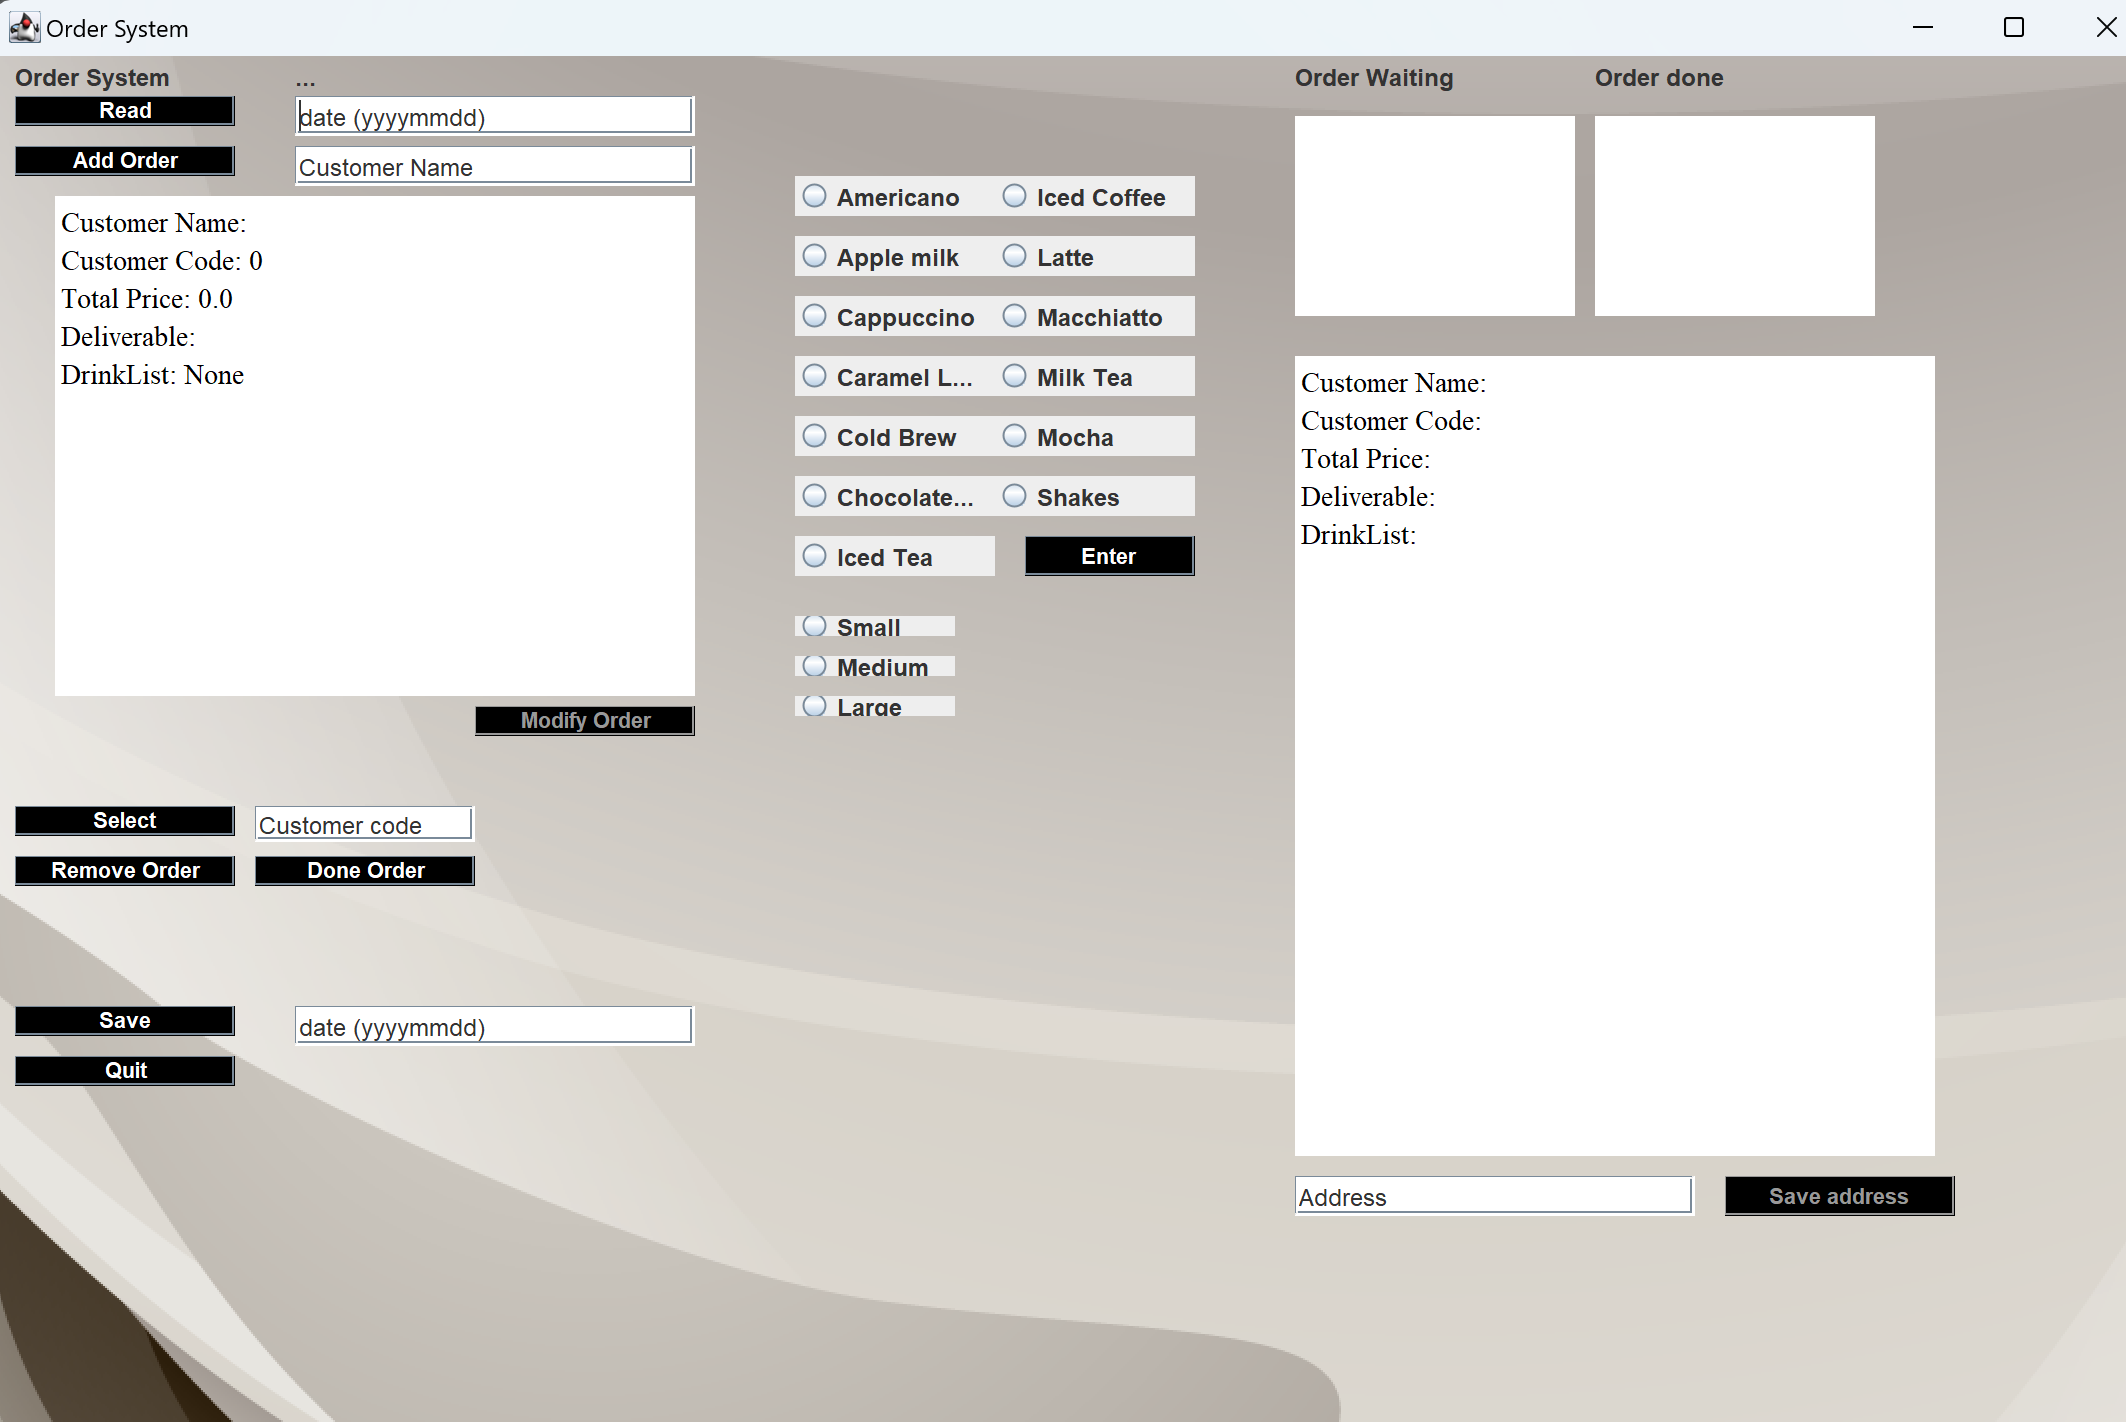 Order System
Order System
...
Order Waiting
Order done
Read
date (yyyymmdd)
Add Order
Customer Name
Customer Name:
Customer Code: 0
Total Price: 0.0
Deliverable:
DrinkList: None
Modify Order
Americano
Iced Coffee
Apple milk
Latte
Cappuccino
Macchiatto
Caramel L...
Milk Tea
Cold Brew
Mocha
Chocolate...
Shakes
Iced Tea
Enter
Small
Medium
Large
Customer Name:
Customer Code:
Total Price:
Deliverable:
DrinkList:
Select
Customer code
Remove Order
Done Order
Save
date (yyyymmdd)
Quit
Address
Save address